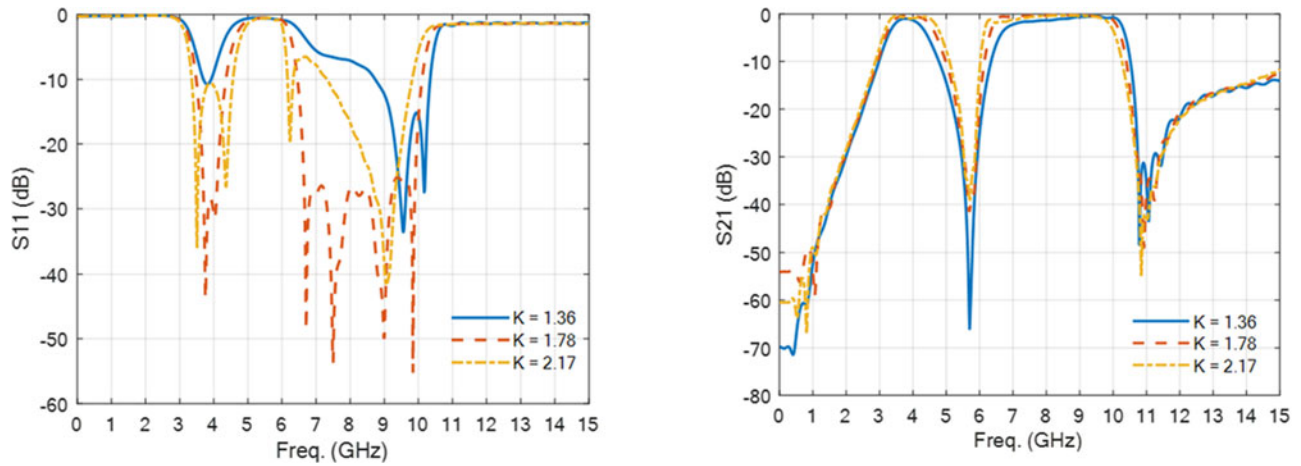 0
-10
-20
-30
-40
-50
-60
S11 (dB)
K = 1.36
K = 1.78
K = 2.17
0 1 2 3 4 5 6 7 8 9 10 11 12 13 14 15
Freq. (GHz)
0
-10
-20
-30
-40
-50
-60
-70
-80
S21 (dB)
K = 1.36
K = 1.78
K = 2.17
0 1 2 3 4 5 6 7 8 9 10 11 12 13 14 15
Freq. (GHz)